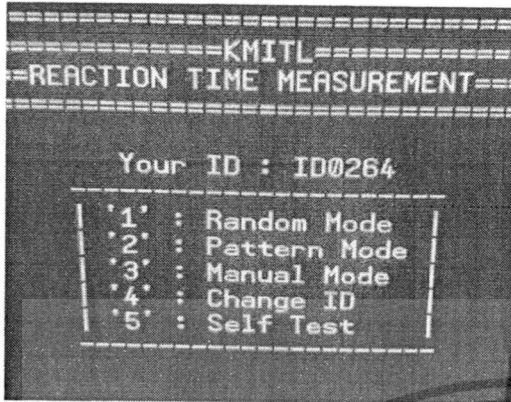 ==============================
============KMITL============
==REACTION TIME MEASUREMENT==
==============================
Your ID : ID0264
-------------------------
| '1' : Random Mode |
| '2' : Pattern Mode |
| '3' : Manual Mode |
| '4' : Change ID |
| '5' : Self Test |
-------------------------